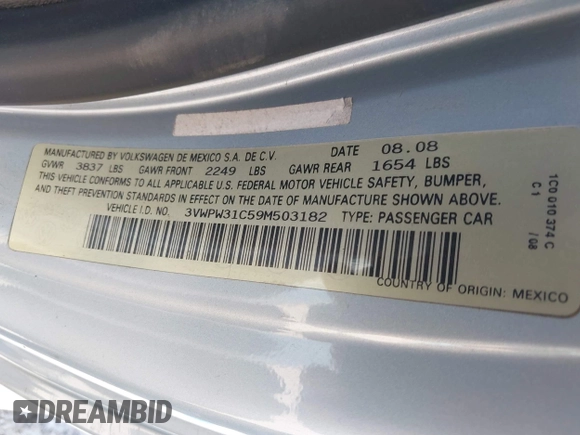 MANUFACTURED BY VOLKSWAGEN DE MEXICO S.A. DE C.V. DATE 08.08
GVWR 3837 LBS GAWR FRONT 2249 LBS GAWR REAR 1654 LBS
THIS VEHICLE CONFORMS TO ALL APPLICABLE U.S. FEDERAL MOTOR VEHICLE SAFETY, BUMPER,
AND THEFT PREVENTION STANDARDS IN EFFECT ON THE DATE OF MANUFACTURE SHOWN ABOVE.
VEHICLE I.D. NO. 3VWPW31C59M503182 TYPE: PASSENGER CAR
COUNTRY OF ORIGIN: MEXICO
1C0 010 374 C
C 1 /08
DREAMBID